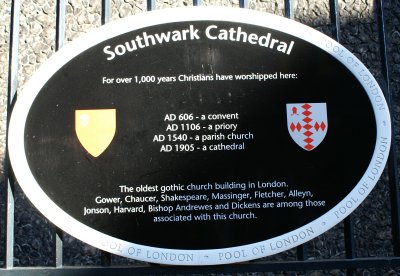 Southwark Cathedral
For over 1,000 years Christians have worshipped here:
AD 606 - a convent
AD 1106 - a priory
AD 1540 - a parish church
AD 1905 - a cathedral
The oldest gothic church building in London.
Gower, Chaucer, Shakespeare, Massinger, Fletcher, Alleyn,
Jonson, Harvard, Bishop Andrewes and Dickens are among those
associated with this church.
POOL OF LONDON
POOL OF LONDON
POOL OF LONDON
POOL OF LONDON